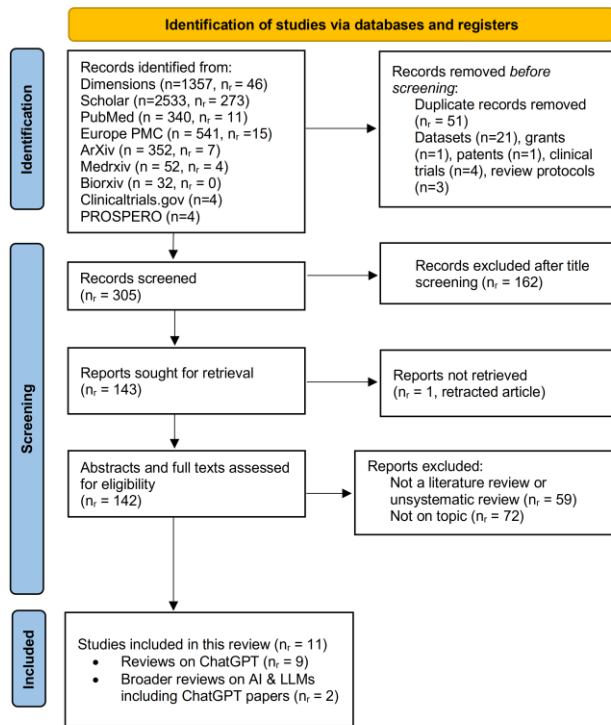 Identification of studies via databases and registers
Identification
Records identified from:
Dimensions (n=1357, nr = 46)
Scholar (n=2533, nr = 273)
PubMed (n = 340, nr = 11)
Europe PMC (n = 541, nr =15)
ArXiv (n = 352, nr = 7)
Medrxiv (n = 52, nr = 4)
Biorxiv (n = 32, nr = 0)
Clinicaltrials.gov (n=4)
PROSPERO (n=4)
Records removed before
screening:
Duplicate records removed
(nr = 51)
Datasets (n=21), grants
(n=1), patents (n=1), clinical
trials (n=4), review protocols
(n=3)
Screening
Records screened
(nr = 305)
Records excluded after title
screening (nr = 162)
Reports sought for retrieval
(nr = 143)
Reports not retrieved
(nr = 1, retracted article)
Abstracts and full texts assessed
for eligibility
(nr = 142)
Reports excluded:
Not a literature review or
unsystematic review (nr = 59)
Not on topic (nr = 72)
Included
Studies included in this review (nr = 11)
• Reviews on ChatGPT (nr = 9)
• Broader reviews on AI & LLMs
including ChatGPT papers (nr = 2)